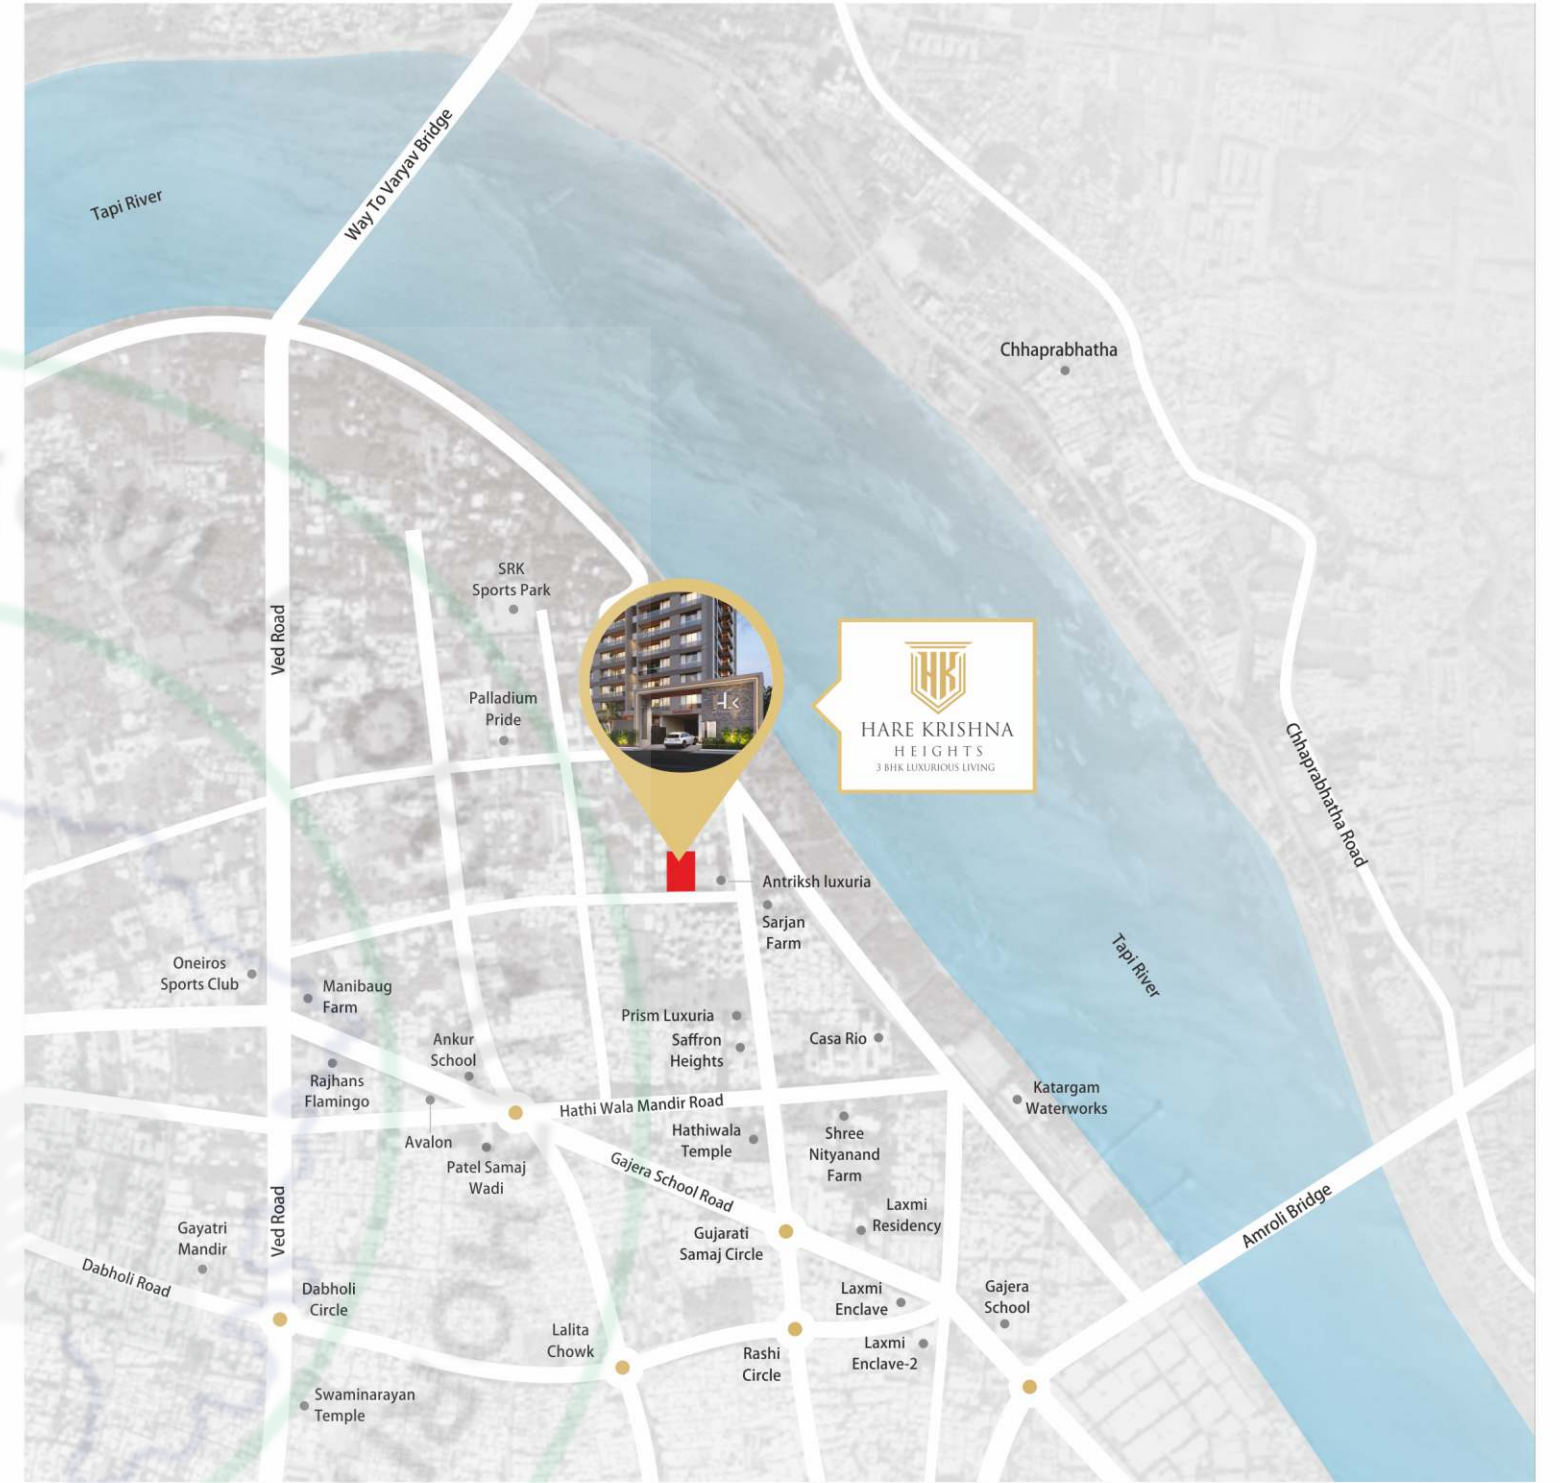 Way To Varyav Bridge
Tapi River
Chhaprabhatha
SRK
Sports Park
Ved Road
Palladium
Pride
HK
HK
HARE KRISHNA
HEIGHTS
3 BHK LUXURIOUS LIVING
Chhaprabhatha Road
Antriksh luxuria
Sarjan
Farm
Tapi River
Oneiros
Sports Club
Manibaug
Farm
Prism Luxuria
Saffron
Heights
Casa Rio
Ankur
School
Rajhans
Flamingo
Katargam
Waterworks
Hathi Wala Mandir Road
Avalon
Hathiwala
Temple
Shree
Nityanand
Farm
Patel Samaj
Wadi
Gajera School Road
Ved Road
Laxmi
Residency
Amroli Bridge
Gayatri
Mandir
Gujarati
Samaj Circle
Dabholi Road
Dabholi
Circle
Laxmi
Enclave
Gajera
School
Lalita
Chowk
Rashi
Circle
Laxmi
Enclave-2
Swaminarayan
Temple